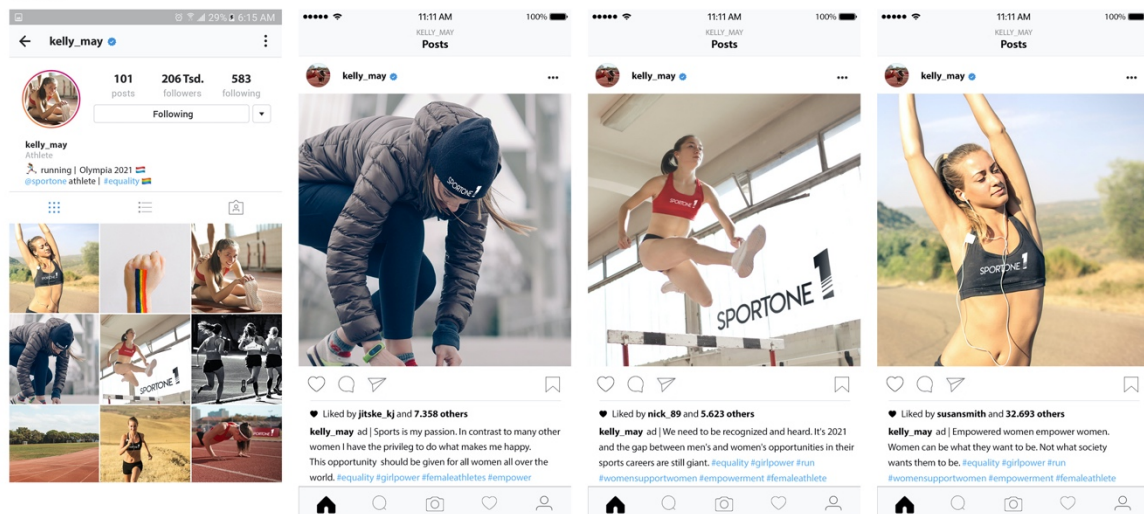 29% 6:15 AM
kelly_may
101 206 Tsd. 583
posts followers following
Following
kelly_may
Athlete
running | Olympia 2021
@sportone athlete | #equality
SPORTONE 1
SPORTONE 1
11:11 AM 100%
KELLY_MAY
Posts
kelly_may
SPORTONE 1
Liked by jitske_kj and 7.358 others
kelly_may ad | Sports is my passion. In contrast to many other
women I have the privileg to do what makes me happy.
This opportunity should be given for all women all over the
world. #equality #girlpower #femaleathletes #empower
11:11 AM 100%
KELLY_MAY
Posts
kelly_may
SPORTONE 1
SPORTONE 1
Liked by nick_89 and 5.623 others
kelly_may ad | We need to be recognized and heard. It's 2021
and the gap between men's and women's opportunities in their
sports careers are still giant. #equality #girlpower #run
#womensupportwomen #empowerment #femaleathlete
11:11 AM 100%
KELLY_MAY
Posts
kelly_may
SPORTONE 1
Liked by susansmith and 32.693 others
kelly_may ad | Empowered women empower women.
Women can be what they want to be. Not what society
wants them to be. #equality #girlpower #run
#womensupportwomen #empowerment #femaleathlete